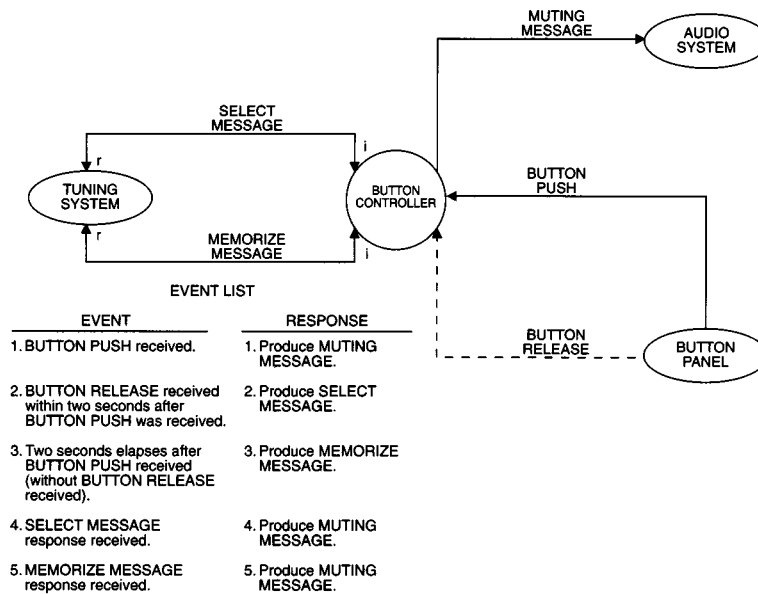 MUTING
MESSAGE
AUDIO
SYSTEM
SELECT
MESSAGE
r
i
TUNING
SYSTEM
BUTTON
CONTROLLER
BUTTON
PUSH
r
MEMORIZE
MESSAGE
i
EVENT LIST
EVENT
RESPONSE
BUTTON
RELEASE
BUTTON
PANEL
1. BUTTON PUSH received.
1. Produce MUTING
MESSAGE.
2. BUTTON RELEASE received
within two seconds after
BUTTON PUSH was received.
2. Produce SELECT
MESSAGE.
3. Two seconds elapses after
BUTTON PUSH received
(without BUTTON RELEASE
received).
3. Produce MEMORIZE
MESSAGE.
4. SELECT MESSAGE
response received.
4. Produce MUTING
MESSAGE.
5. MEMORIZE MESSAGE
response received.
5. Produce MUTING
MESSAGE.